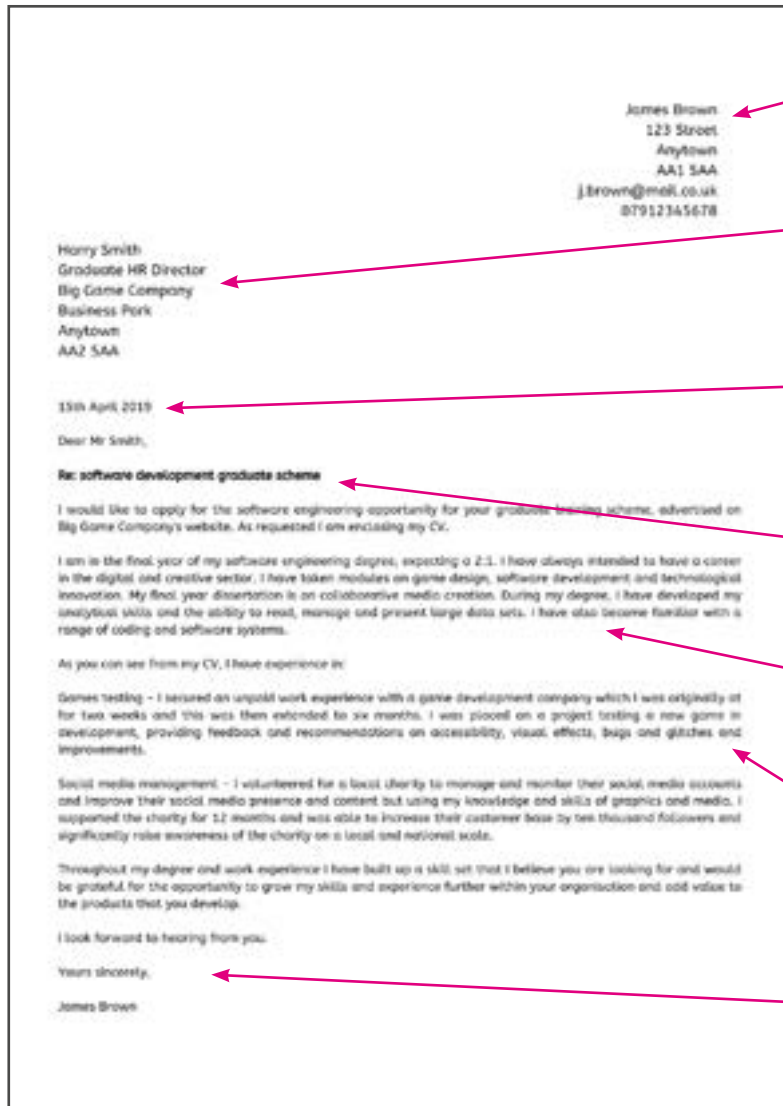 James Brown
123 Street
Anytown
AA1 5AA
j.brown@mail.co.uk
07912345678
Harry Smith
Graduate HR Director
Big Game Company
Business Park
Anytown
AA2 5AA
15th April 2019
Dear Mr Smith,
Re: software development graduate scheme
I would like to apply for the software engineering opportunity for your graduate training scheme, advertised on
Big Game Company's website. As requested I am enclosing my CV.
I am in the final year of my software engineering degree, expecting a 2:1. I have always intended to have a career
in the digital and creative sector. I have taken modules on game design, software development and technological
innovation. My final year dissertation is on collaborative media creation. During my degree, I have developed my
analytical skills and the ability to read, manage and present large data sets. I have also become familiar with a
range of coding and software systems.
As you can see from my CV, I have experience in:
Games testing – I secured an unpaid work experience with a game development company which I was originally at
for two weeks and this was then extended to six months. I was placed on a project testing a new game in
development, providing feedback and recommendations on accessibility, visual effects, bugs and glitches and
improvements.
Social media management – I volunteered for a local charity to manage and monitor their social media accounts
and improve their social media presence and content but using my knowledge and skills of graphics and media. I
supported the charity for 12 months and was able to increase their customer base by ten thousand followers and
significantly raise awareness of the charity on a local and national scale.
Throughout my degree and work experience I have built up a skill set that I believe you are looking for and would
be grateful for the opportunity to grow my skills and experience further within your organisation and add value to
the products that you develop.
I look forward to hearing from you.
Yours sincerely,
James Brown